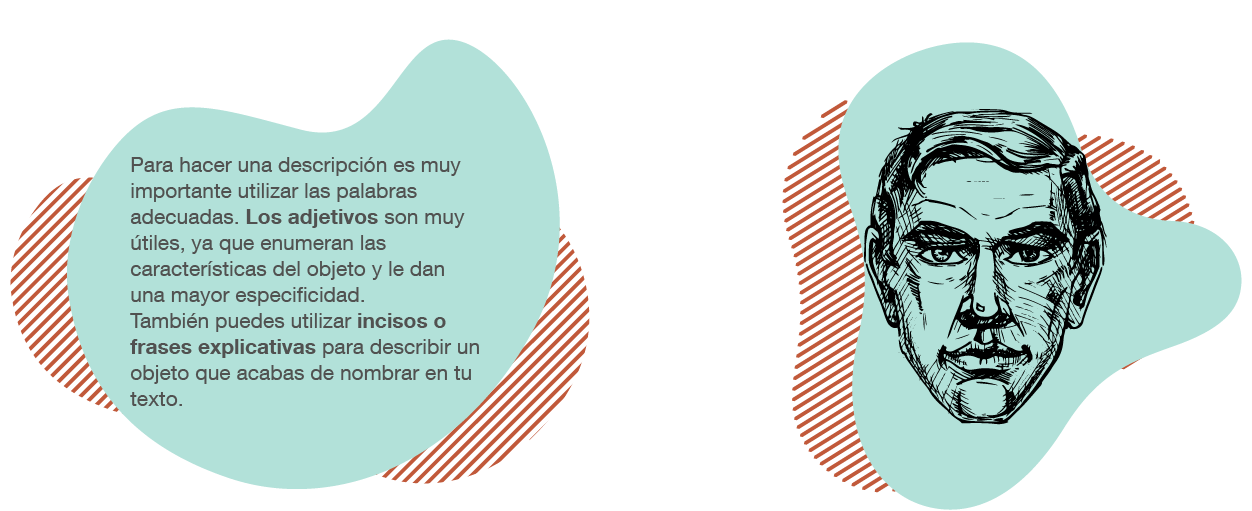 Para hacer una descripción es muy
importante utilizar las palabras
adecuadas. Los adjetivos son muy
útiles, ya que enumeran las
características del objeto y le dan
una mayor especificidad.
También puedes utilizar incisos o
frases explicativas para describir un
objeto que acabas de nombrar en tu
texto.